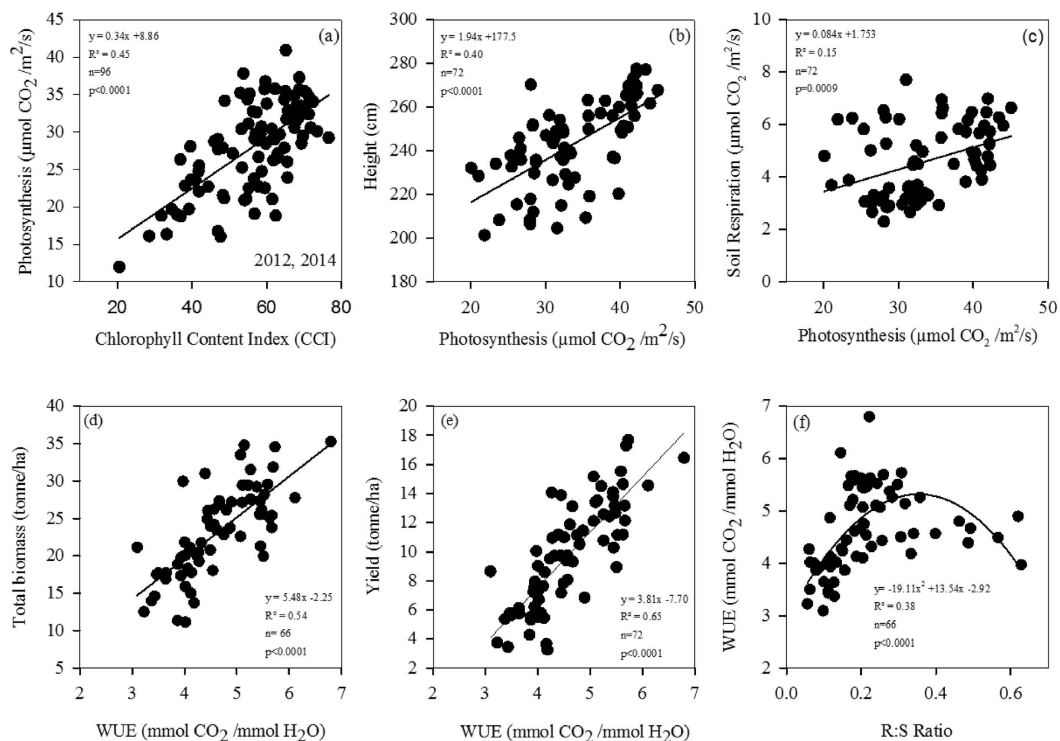 (a)
y = 0.34x +8.86
R² = 0.45
n=96
p<0.0001
2012, 2014
45
40
35
30
25
20
15
10
20
40
60
80
Photosynthesis (µmol CO₂ /m²/s)
Chlorophyll Content Index (CCI)
(b)
y = 1.94x +177.5
R² = 0.40
n=72
p<0.0001
300
280
260
240
220
200
180
10
20
30
40
50
Height (cm)
Photosynthesis (µmol CO₂ /m²/s)
(c)
y = 0.084x +1.753
R² = 0.15
n=72
p=0.0009
10
8
6
4
2
0
10
20
30
40
50
Soil Respiration (µmol CO₂ /m²/s)
Photosynthesis (µmol CO₂ /m²/s)
(d)
y = 5.48x -2.25
R² = 0.54
n= 66
p<0.0001
40
35
30
25
20
15
10
5
2
3
4
5
6
7
Total biomass (tonne/ha)
WUE (mmol CO₂ /mmol H₂O)
(e)
y = 3.81x -7.70
R² = 0.65
n=72
p<0.0001
20
18
16
14
12
10
8
6
4
2
0
2
3
4
5
6
7
Yield (tonne/ha)
WUE (mmol CO₂ /mmol H₂O)
(f)
y = -19.11x² +13.54x -2.92
R² = 0.38
n=66
p<0.0001
7
6
5
4
3
2
0.0
0.2
0.4
0.6
WUE (mmol CO₂ /mmol H₂O)
R:S Ratio